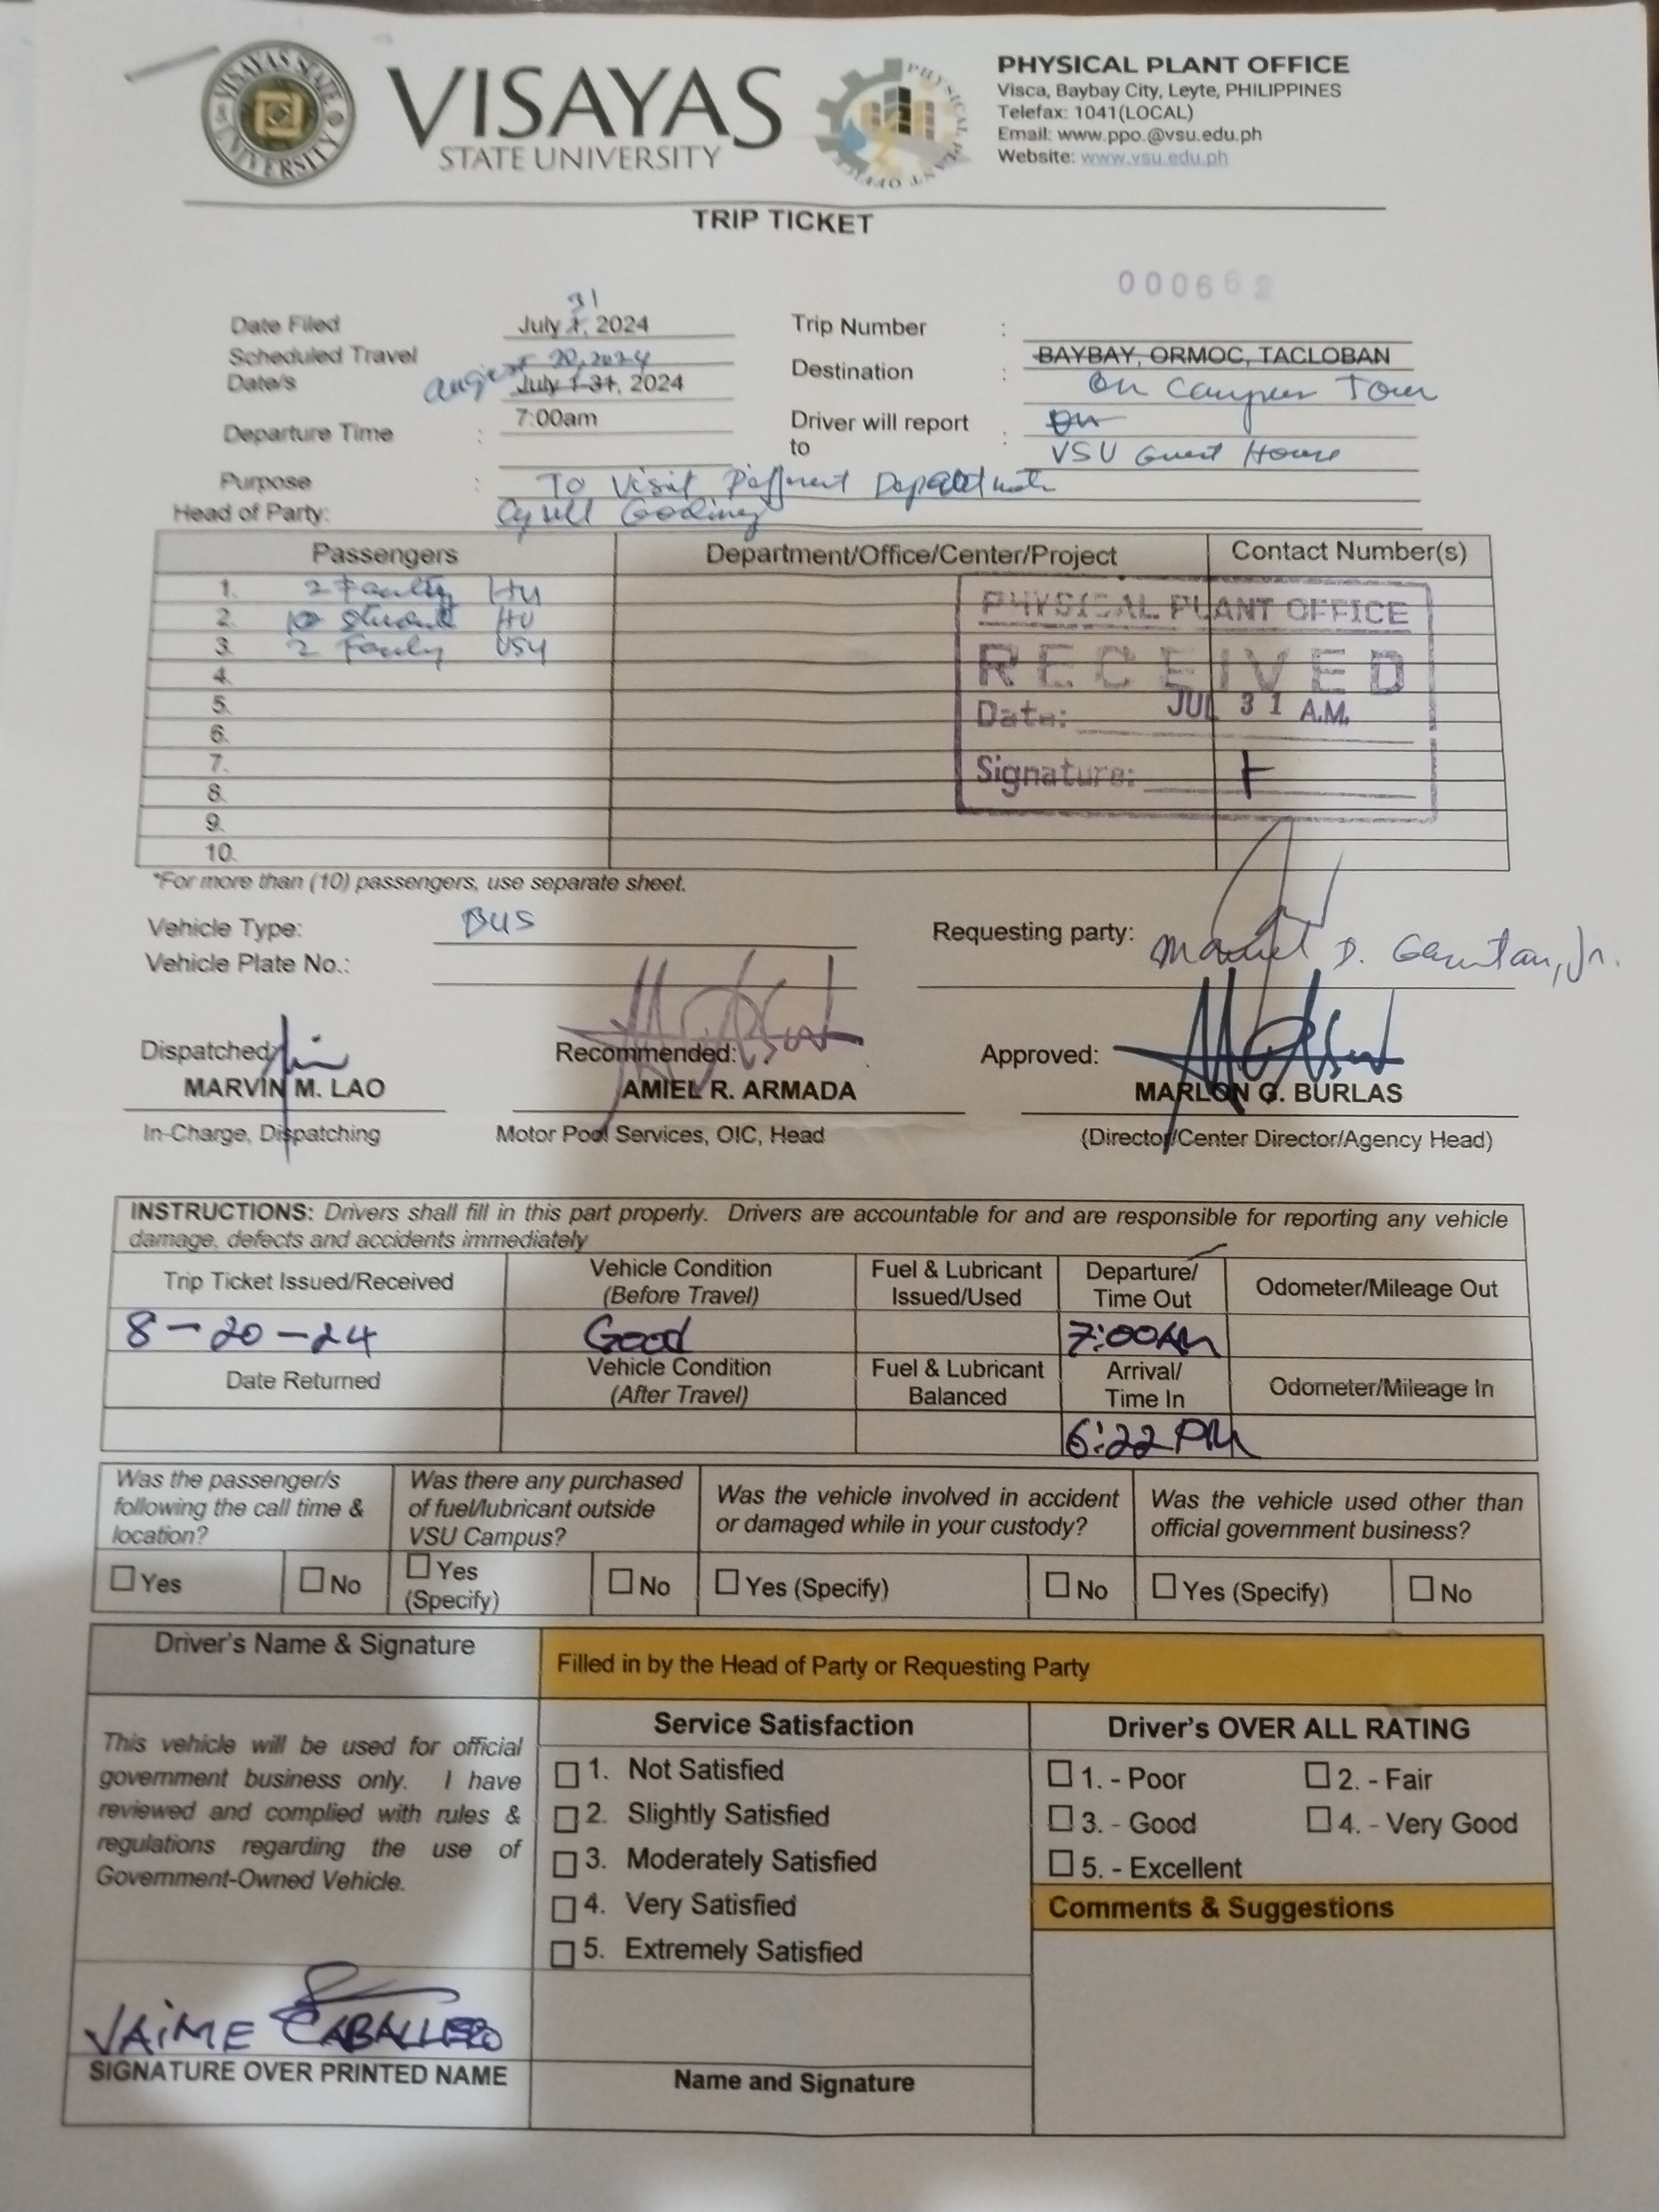 VISAYAS STATE UNIVERSITY
VISAYAS
STATE UNIVERSITY
PHYSICAL PLANT OFFICE
PHYSICAL PLANT OFFICE
Visca, Baybay City, Leyte, PHILIPPINES
Telefax: 1041(LOCAL)
Email: www.ppo.@vsu.edu.ph
Website: www.vsu.edu.ph
TRIP TICKET
000662
31
Date Filed July 1, 2024 Trip Number :
Scheduled Travel Date/s August 20, 2024 July 1-31, 2024
Destination : BAYBAY, ORMOC, TACLOBAN
On Campus Tour
Departure Time : 7:00am
Driver will report to : On
VSU Guest House
Purpose : To Visit Different
Head of Party:
Passengers Department/Office/Center/Project Contact Number(s)
1. 2 Faculty HU
2. 10 Students HU
3. 2 Faculty VSU
4.
5.
6.
7.
8.
9.
10.
PHYSICAL PLANT OFFICE
RECEIVED
Date: JUL 31 A.M.
Signature:
*For more than (10) passengers, use separate sheet.
Vehicle Type: BUS Requesting party: D. Jr.
Vehicle Plate No.:
Dispatched: Recommended: Approved:
MARVIN M. LAO AMIEL R. ARMADA MARLON G. BURLAS
In-Charge, Dispatching Motor Pool Services, OIC, Head (Director/Center Director/Agency Head)
INSTRUCTIONS: Drivers shall fill in this part properly. Drivers are accountable for and are responsible for reporting any vehicle
damage, defects and accidents immediately
Trip Ticket Issued/Received Vehicle Condition (Before Travel) Fuel & Lubricant Issued/Used Departure/ Time Out Odometer/Mileage Out
8-20-24 Good 7:00AM
Date Returned Vehicle Condition (After Travel) Fuel & Lubricant Balanced Arrival/ Time In Odometer/Mileage In
6:22 PM
Was the passenger/s following the call time & location?
Was there any purchased of fuel/lubricant outside VSU Campus?
Was the vehicle involved in accident or damaged while in your custody?
Was the vehicle used other than official government business?
Yes No Yes (Specify) No Yes (Specify) No Yes (Specify) No
Driver's Name & Signature
Filled in by the Head of Party or Requesting Party
This vehicle will be used for official
government business only. I have
reviewed and complied with rules &
regulations regarding the use of
Government-Owned Vehicle.
JAIME CABALLERO
SIGNATURE OVER PRINTED NAME
Service Satisfaction
1. Not Satisfied
2. Slightly Satisfied
3. Moderately Satisfied
4. Very Satisfied
5. Extremely Satisfied
Name and Signature
Driver's OVER ALL RATING
1. - Poor 2. - Fair
3. - Good 4. - Very Good
5. - Excellent
Comments & Suggestions